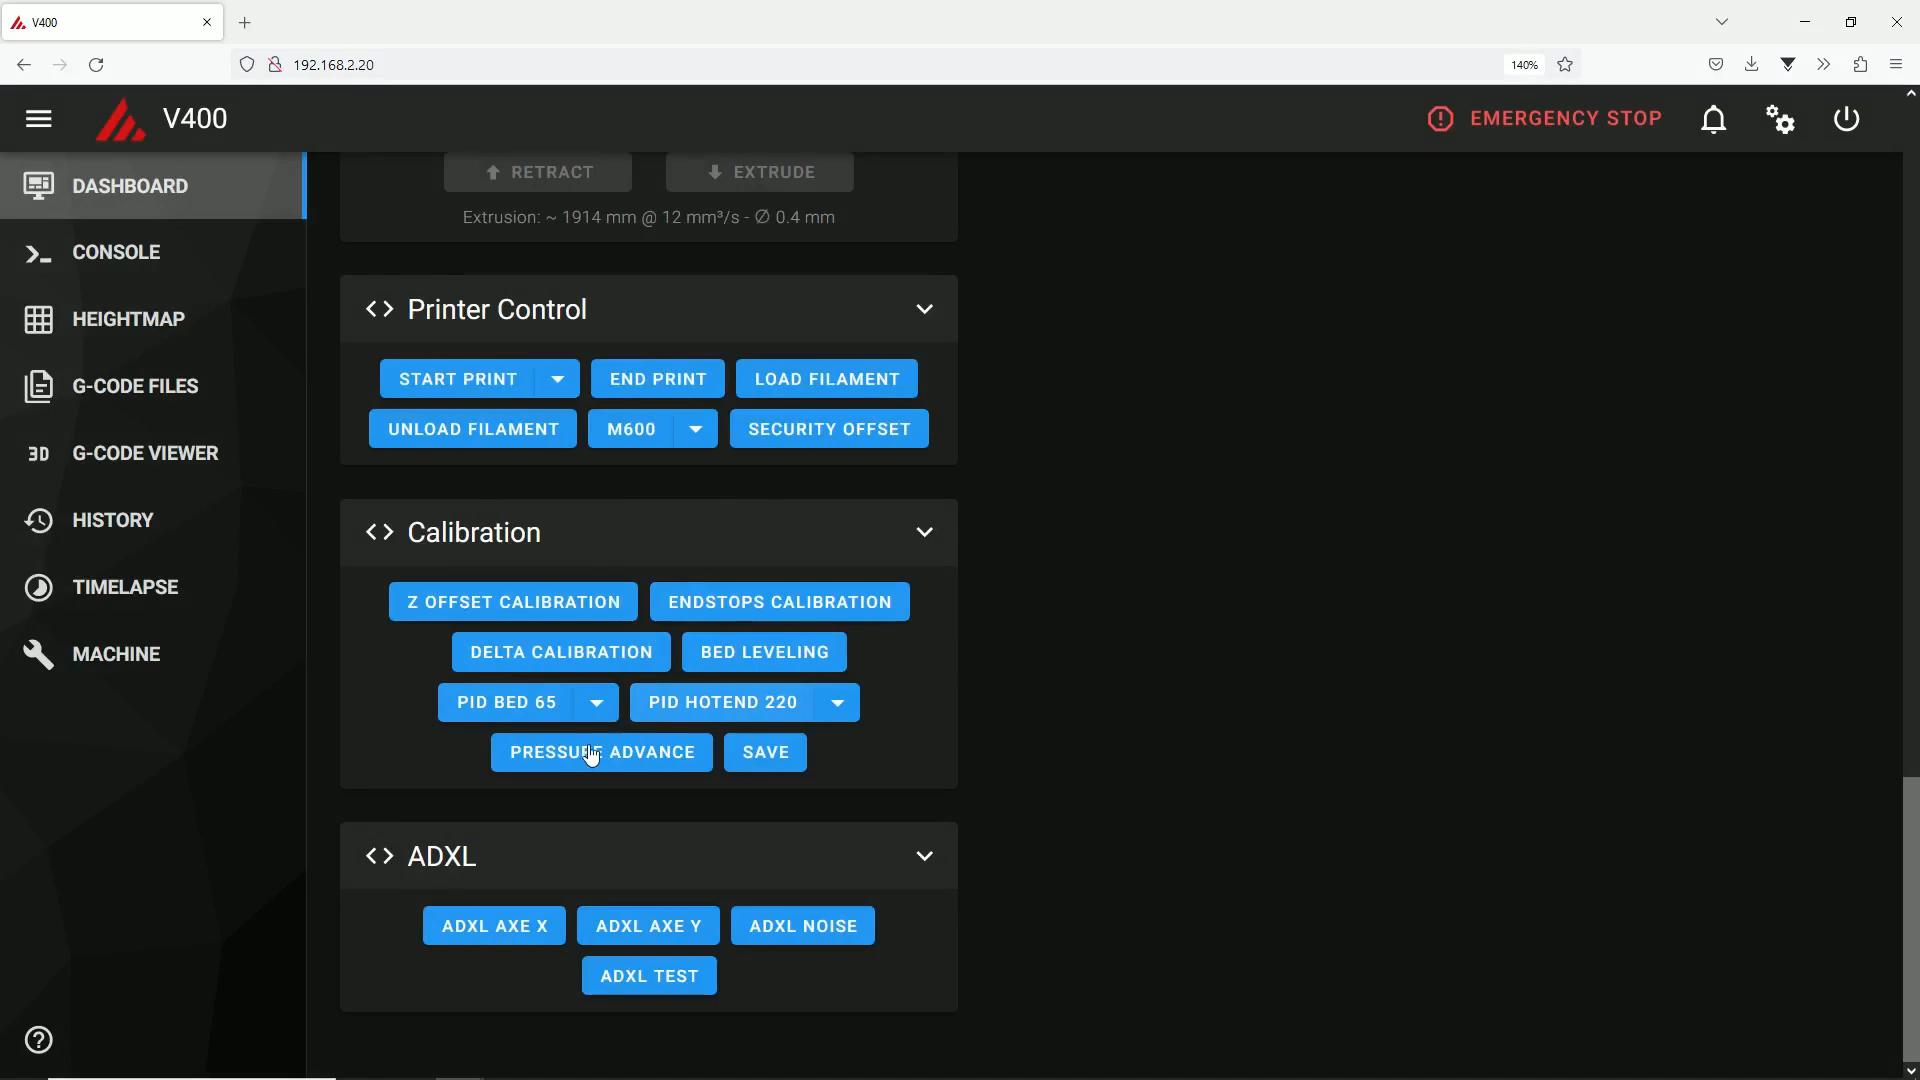 V400
192.168.2.20
140%
V400
EMERGENCY STOP
DASHBOARD
CONSOLE
HEIGHTMAP
G-CODE FILES
3D G-CODE VIEWER
HISTORY
TIMELAPSE
MACHINE
RETRACT EXTRUDE
Extrusion: ~ 1914 mm @ 12 mm³/s - ∅ 0.4 mm
Printer Control
START PRINT END PRINT LOAD FILAMENT
UNLOAD FILAMENT M600 SECURITY OFFSET
Calibration
Z OFFSET CALIBRATION ENDSTOPS CALIBRATION
DELTA CALIBRATION BED LEVELING
PID BED 65 PID HOTEND 220
PRESSURE ADVANCE SAVE
ADXL
ADXL AXE X ADXL AXE Y ADXL NOISE
ADXL TEST